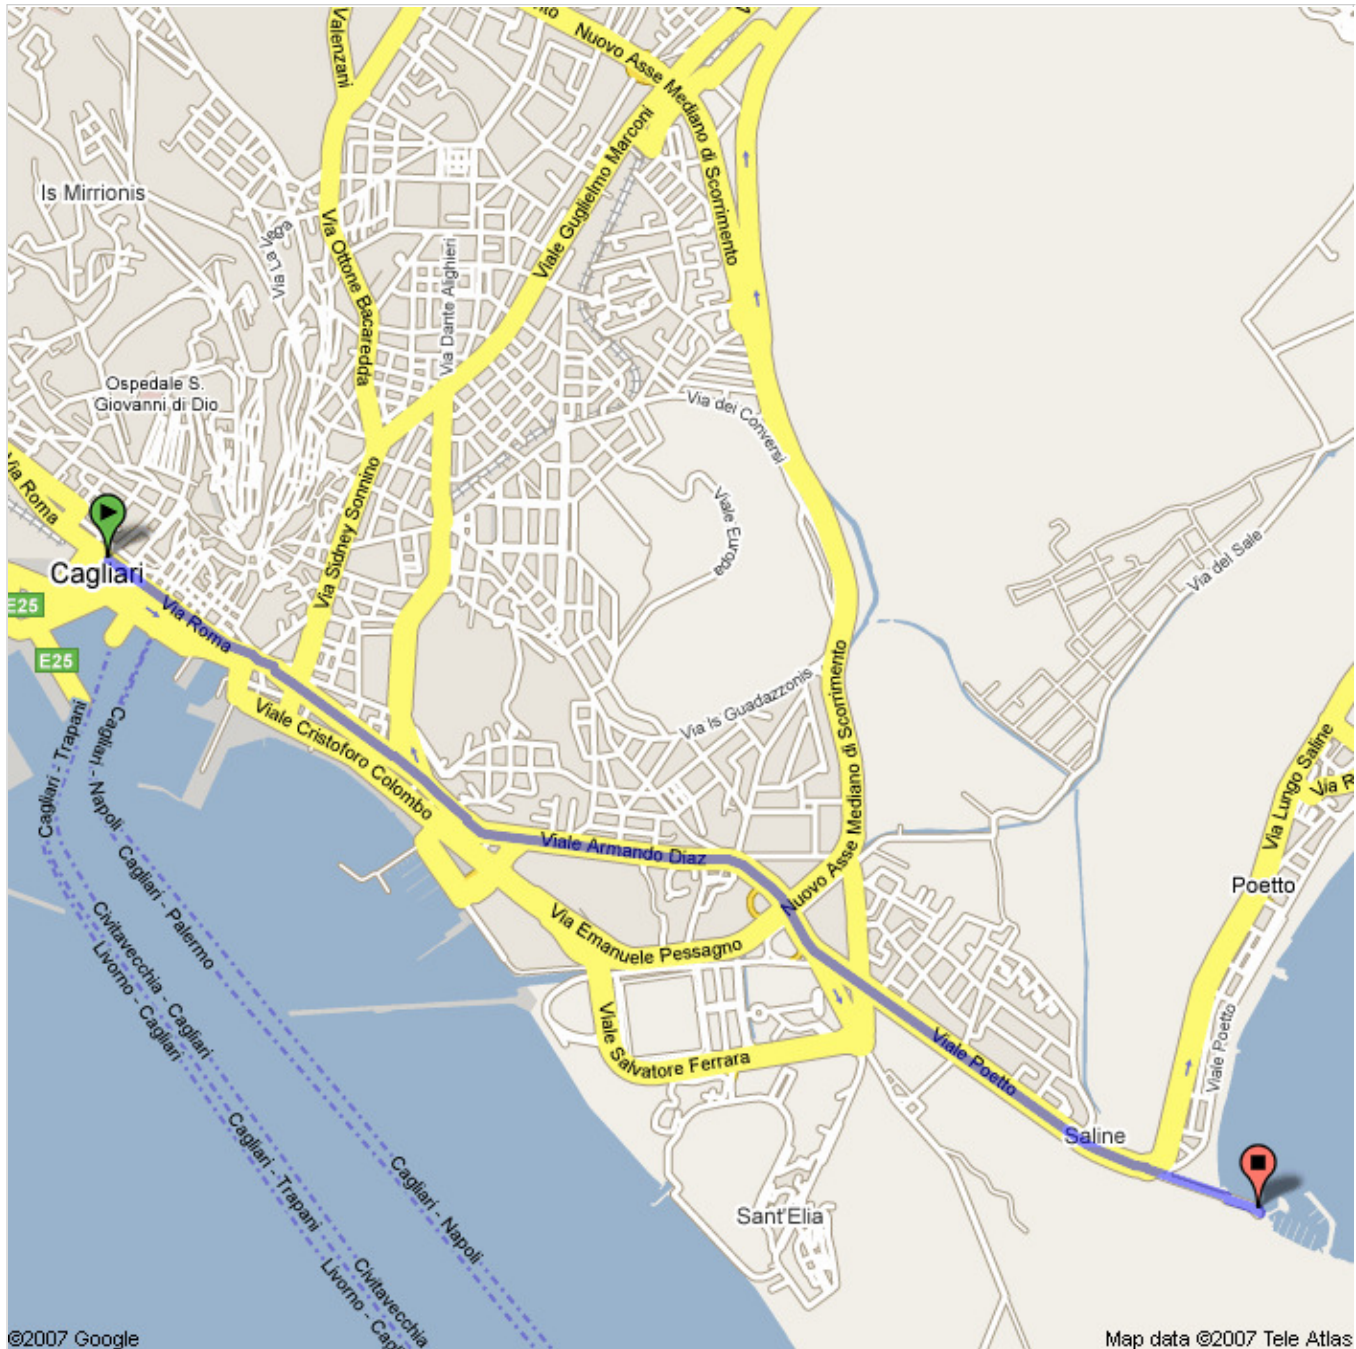 Valenzani
nto
Nuovo Asse Mediano di Scorrimento
Is Mirrionis
Via La Vega
Via Ottone Bacaredda
Via Dante Alighieri
Viale Guglielmo Marconi
Ospedale S.
Giovanni di Dio
Via dei Conversi
Via Roma
Via Sidney Sonnino
Viale Europa
Via del Sale
Cagliari
E25
Via Roma
E25
Via Is Guadazzonis
Nuovo Asse Mediano di Scorrimento
Viale Cristoforo Colombo
Cagliari - Trapani
Cagliari - Napoli
Cagliari - Palermo
Via Lungo Saline
Via R
Viale Armando Diaz
Poetto
Via Emanuele Pessagno
Civitavecchia - Cagliari
Livorno - Cagliari
Viale Salvatore Ferrara
Viale Poetto
Viale Poetto
Saline
Cagliari - Trapani
Cagliari - Napoli
Sant'Elia
Civitavecchia
Livorno - Cagl
©2007 Google
Map data ©2007 Tele Atlas